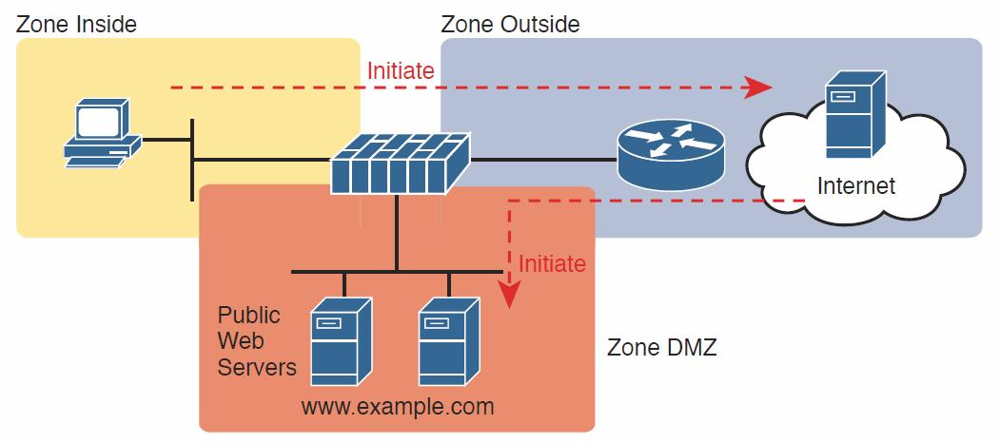 Zone Inside
Zone Outside
Initiate
Internet
Initiate
Public
Web
Servers
Zone DMZ
www.example.com